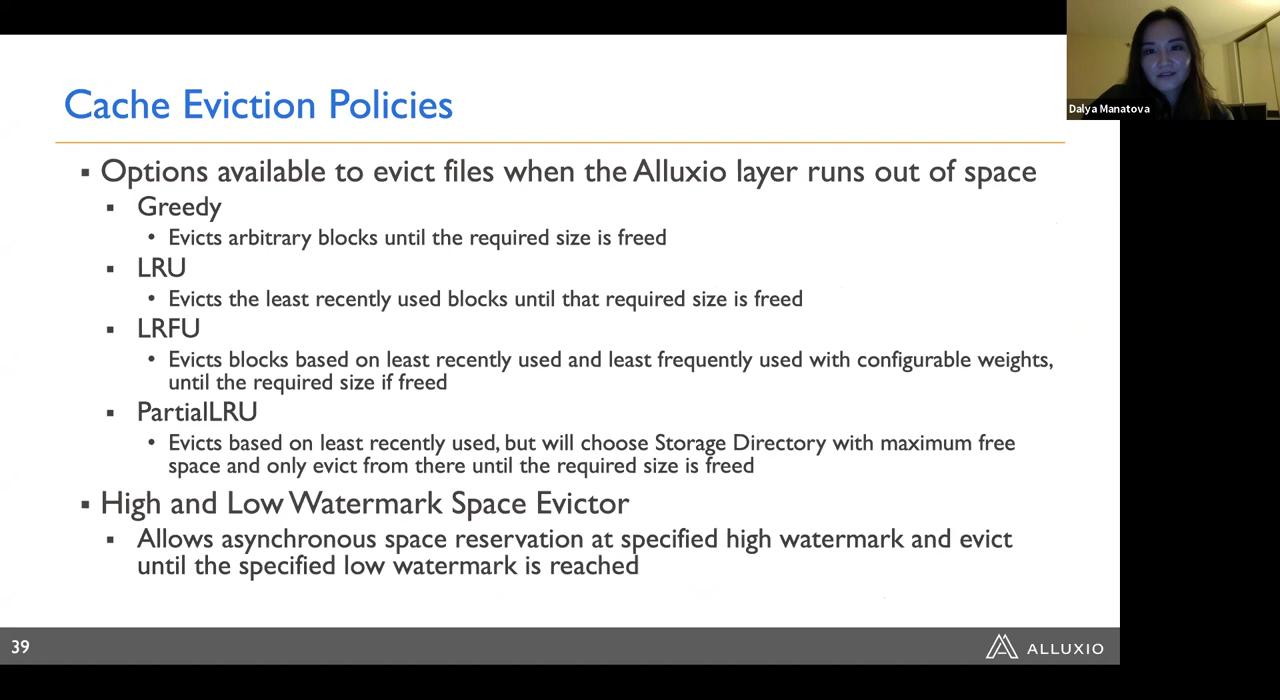 Cache Eviction Policies
Dalya Manatova
▪ Options available to evict files when the Alluxio layer runs out of space
▪ Greedy
• Evicts arbitrary blocks until the required size is freed
▪ LRU
• Evicts the least recently used blocks until that required size is freed
▪ LRFU
• Evicts blocks based on least recently used and least frequently used with configurable weights,
until the required size if freed
▪ PartialLRU
• Evicts based on least recently used, but will choose Storage Directory with maximum free
space and only evict from there until the required size is freed
▪ High and Low Watermark Space Evictor
▪ Allows asynchronous space reservation at specified high watermark and evict
until the specified low watermark is reached
39
ALLUXIO